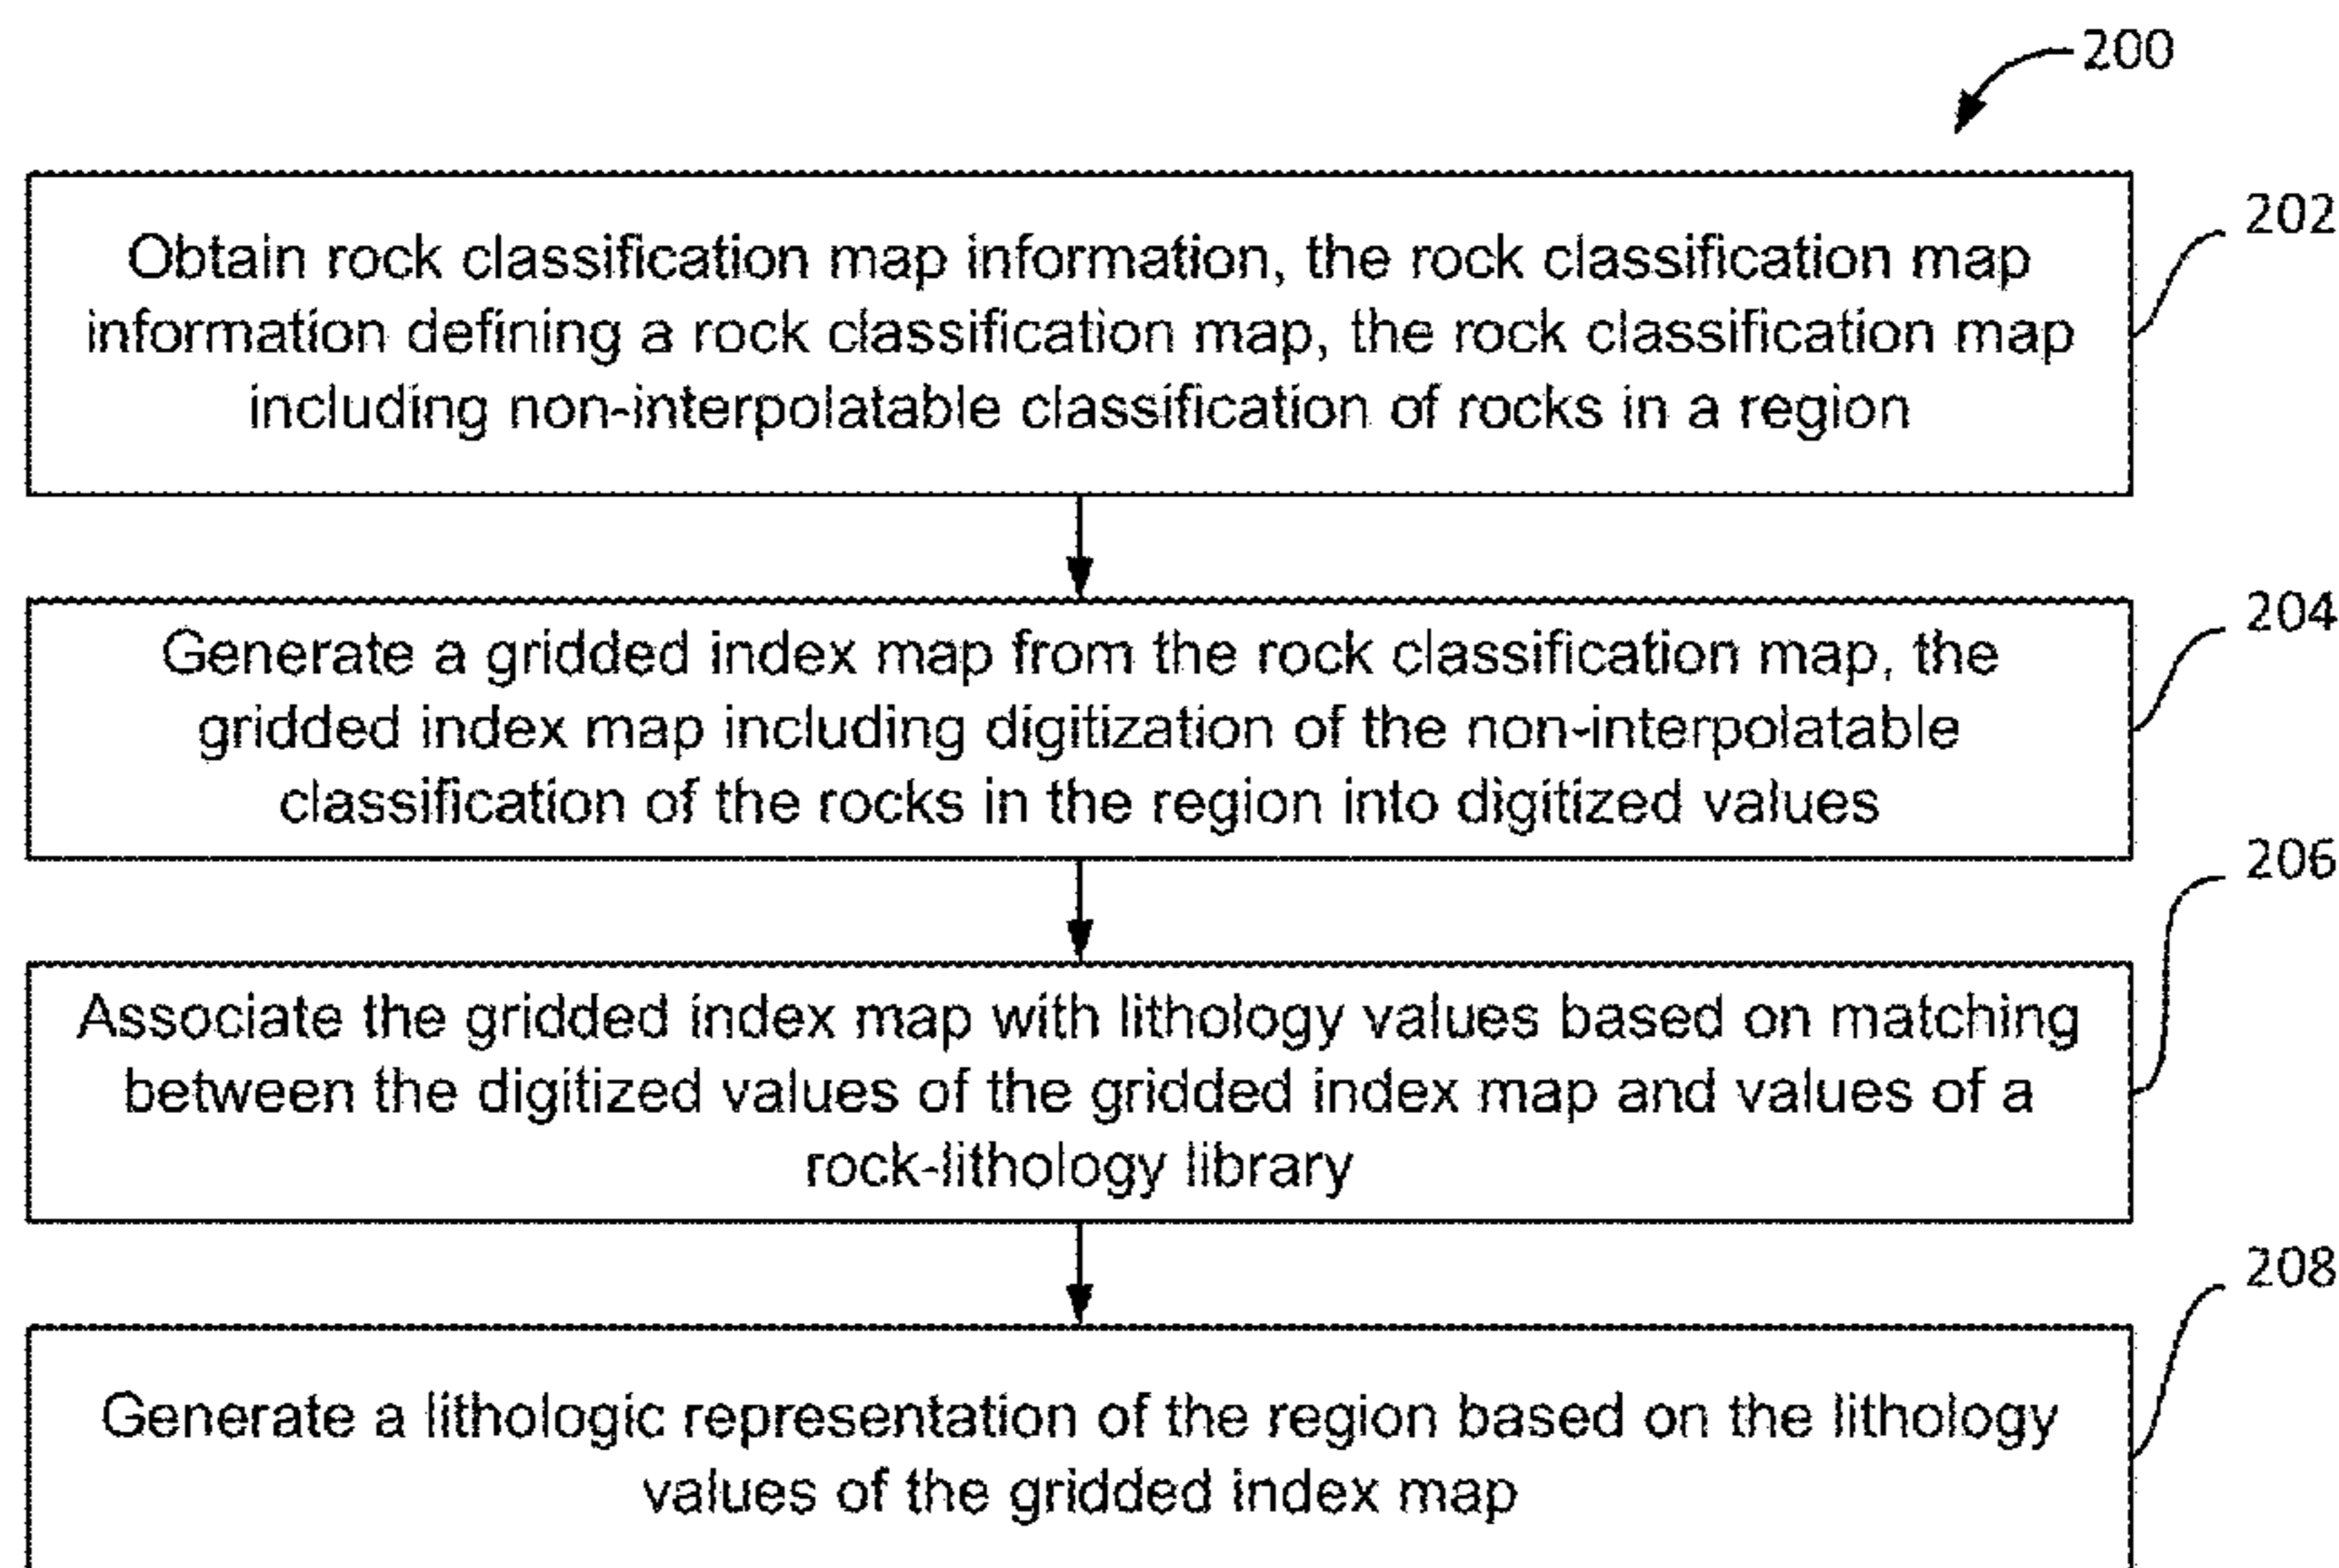 200
202
Obtain rock classification map information, the rock classification map
information defining a rock classification map, the rock classification map
including non-interpolatable classification of rocks in a region
204
Generate a gridded index map from the rock classification map, the
gridded index map including digitization of the non-interpolatable
classification of the rocks in the region into digitized values
206
Associate the gridded index map with lithology values based on matching
between the digitized values of the gridded index map and values of a
rock-lithology library
208
Generate a lithologic representation of the region based on the lithology
values of the gridded index map